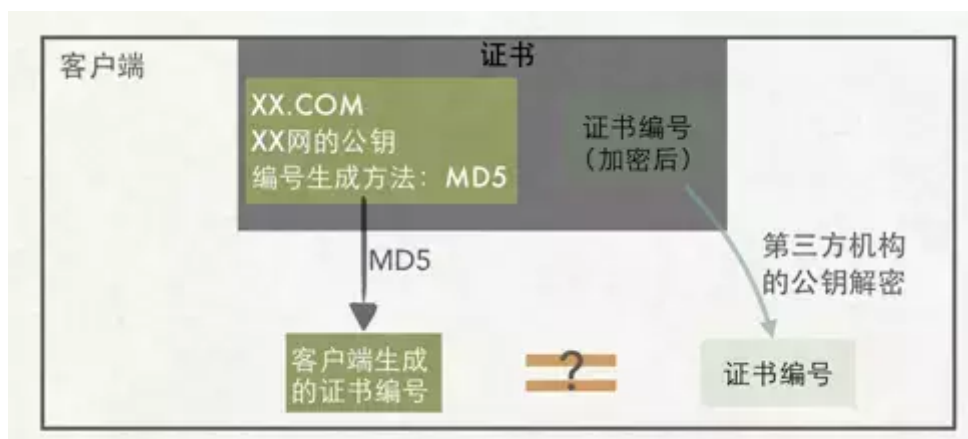 客户端
证书
XX.COM
XX网的公钥
编号生成方法：MD5
证书编号
（加密后）
MD5
第三方机构
的公钥解密
客户端生成
的证书编号
?
证书编号